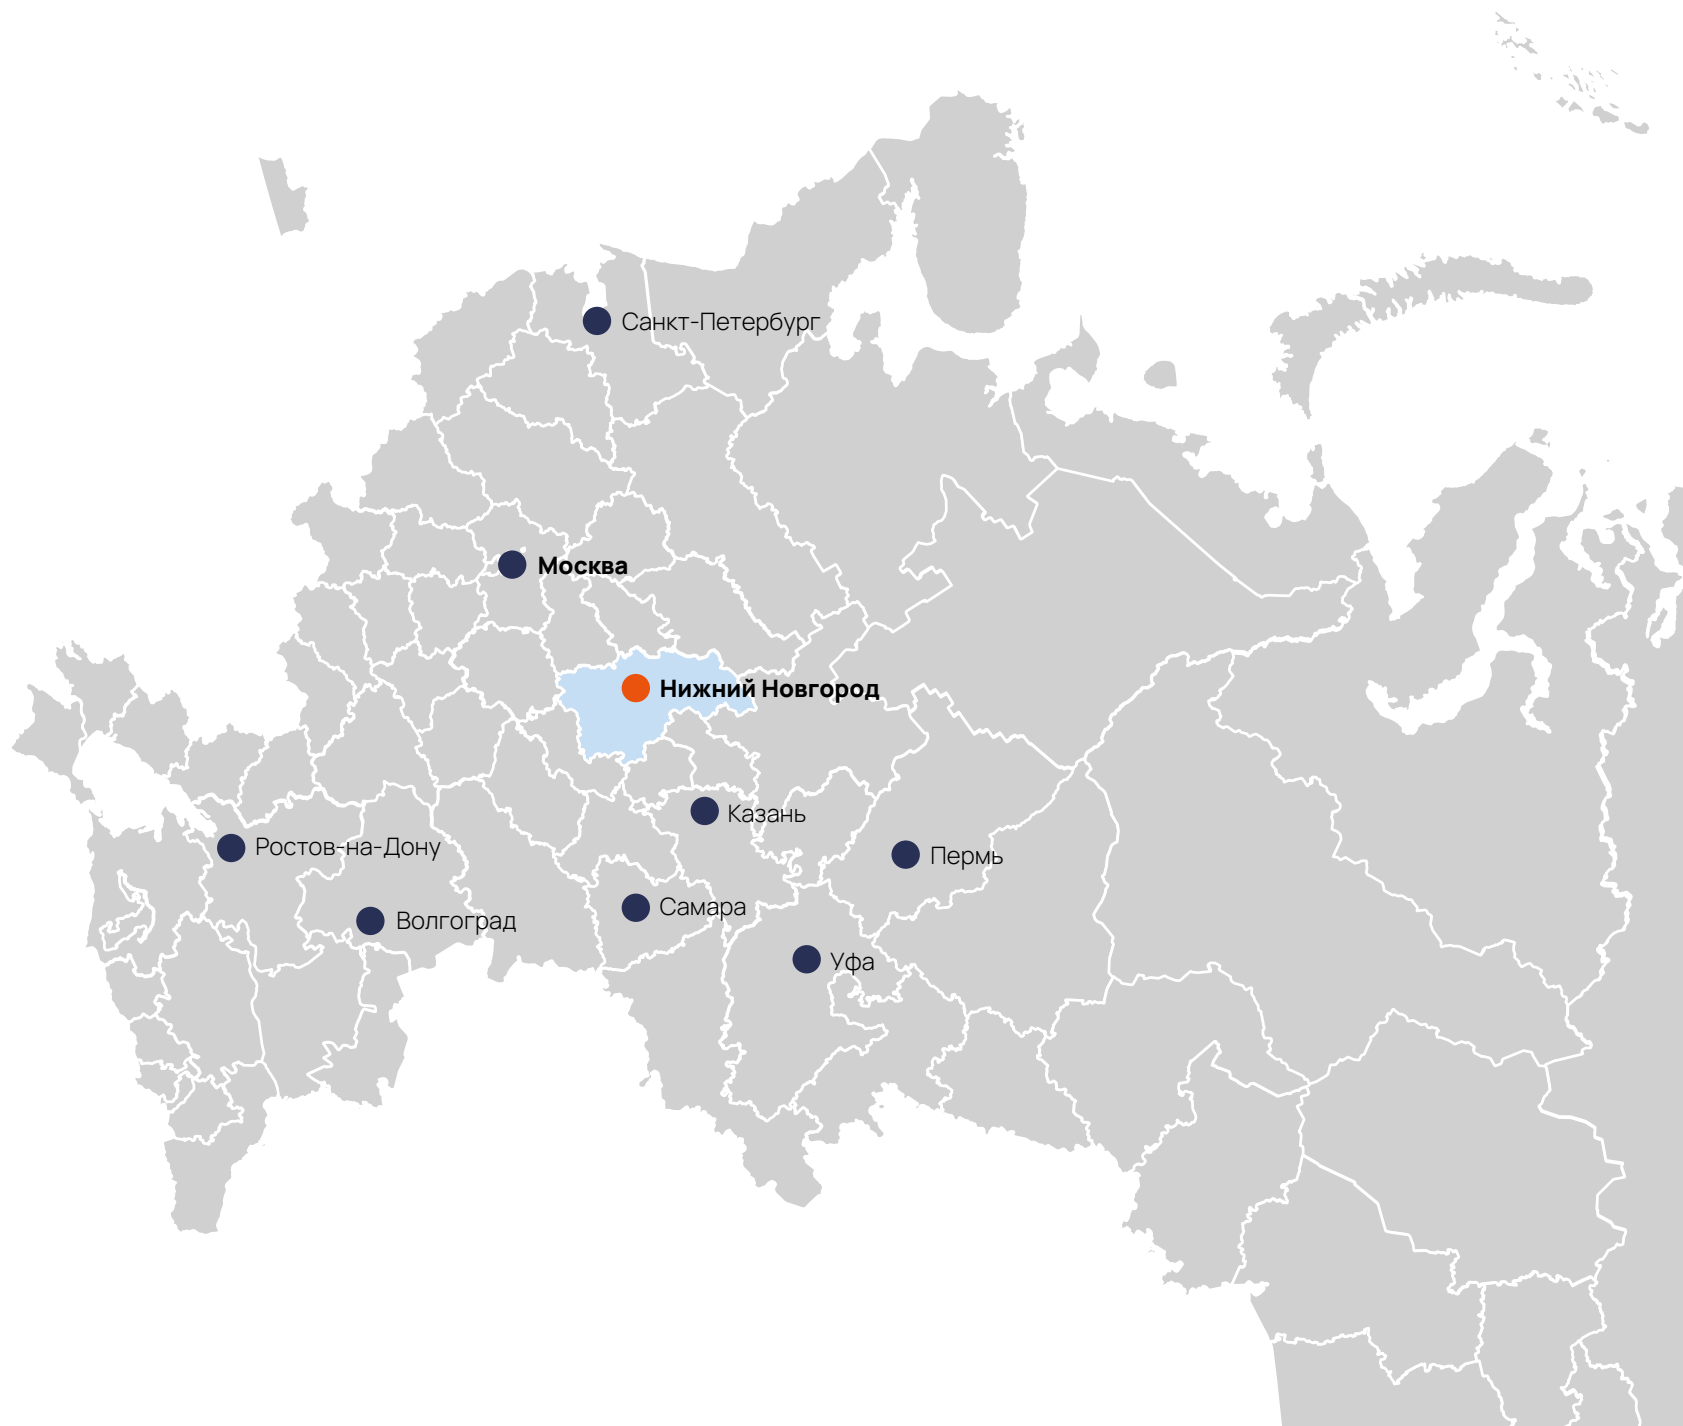 Санкт-Петербург
Москва
Нижний Новгород
Казань
Ростов-на-Дону
Пермь
Самара
Волгоград
Уфа